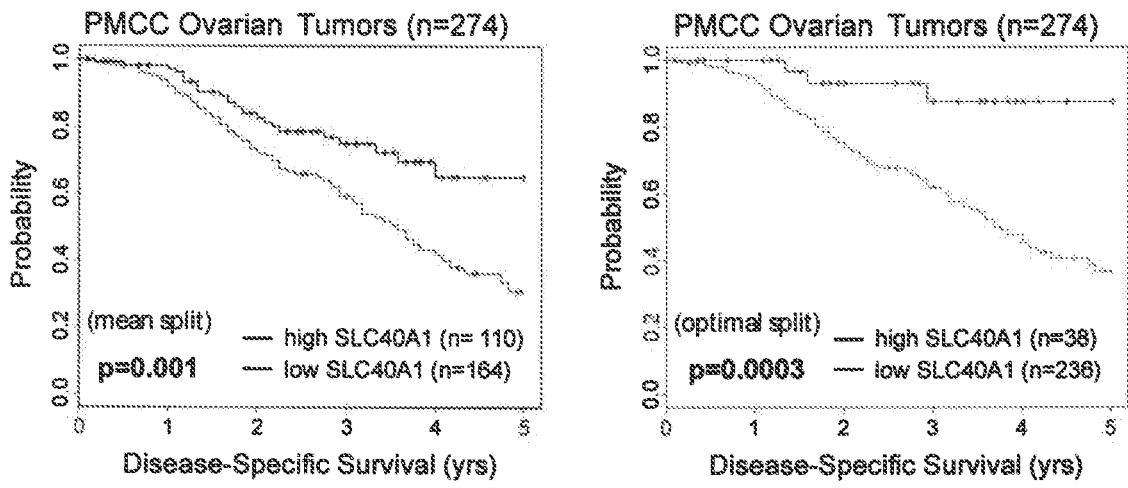 PMCC Ovarian Tumors (n=274)
Probability
1.0
0.8
0.6
0.4
0.2
0.0
(mean split)
p=0.001
high SLC40A1 (n= 110)
low SLC40A1 (n=164)
0 1 2 3 4 5
Disease-Specific Survival (yrs)
PMCC Ovarian Tumors (n=274)
Probability
1.0
0.8
0.6
0.4
0.2
0.0
(optimal split)
p=0.0003
high SLC40A1 (n=38)
low SLC40A1 (n=236)
0 1 2 3 4 5
Disease-Specific Survival (yrs)